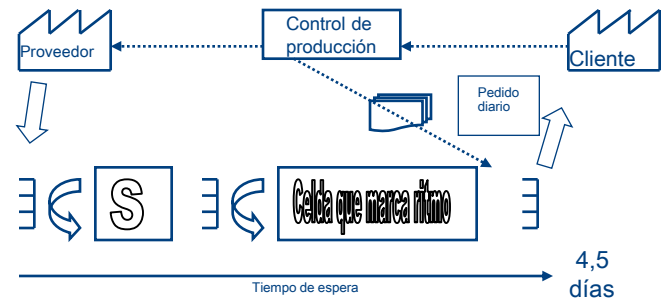 Proveedor
Control de
producción
Cliente
Pedido
diario
S
Celda que marca ritmo
Tiempo de espera
4,5
días